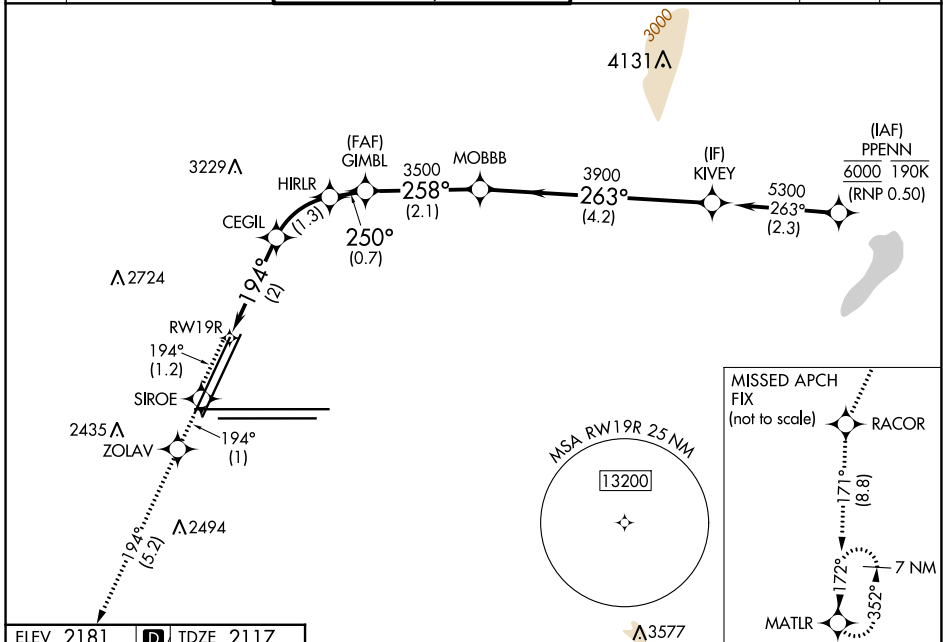 3000
4131
(IAF)
PPENN
6000 190K
(RNP 0.50)
(FAF)
GIMBL
MOBBB
(IF)
KIVEY
3229
HIRLR
3500
258°
(2.1)
3900
263°
(4.2)
5300
263°
(2.3)
CEGIL
(1.3)
250°
(0.7)
2724
194°
(2)
RW19R
194°
(1.2)
SIROE
MISSED APCH
FIX
(not to scale)
RACOR
2435
ZOLAV
194°
(1)
MSA RW19R 25 NM
13200
171°
(8.8)
2494
194°
(5.2)
172°
352°
7 NM
MATLR
3577
ELEV 2181 D TDZE 2117